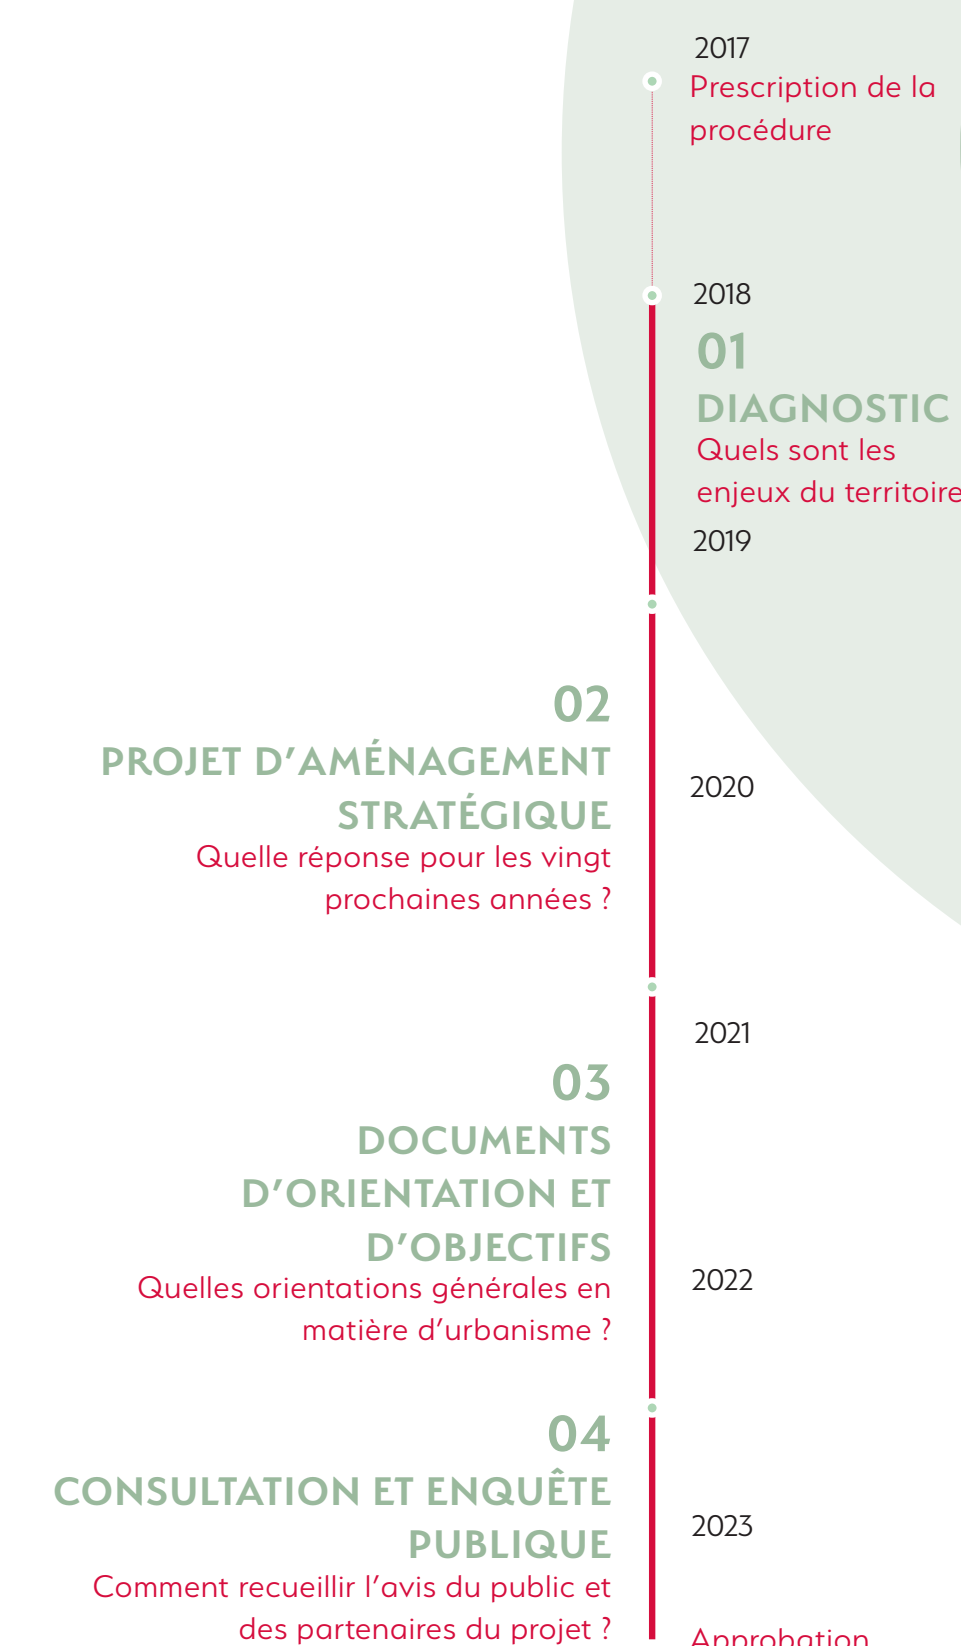 2017
Prescription de la
procédure
2018
01
DIAGNOSTIC
Quels sont les
enjeux du territoire
2019
02
PROJET D’AMÉNAGEMENT
STRATÉGIQUE
Quelle réponse pour les vingt
prochaines années ?
2020
2021
03
DOCUMENTS
D’ORIENTATION ET
D’OBJECTIFS
Quelles orientations générales en
matière d’urbanisme ?
2022
04
CONSULTATION ET ENQUÊTE
PUBLIQUE
Comment recueillir l’avis du public et
des partenaires du projet ?
2023
Approbation